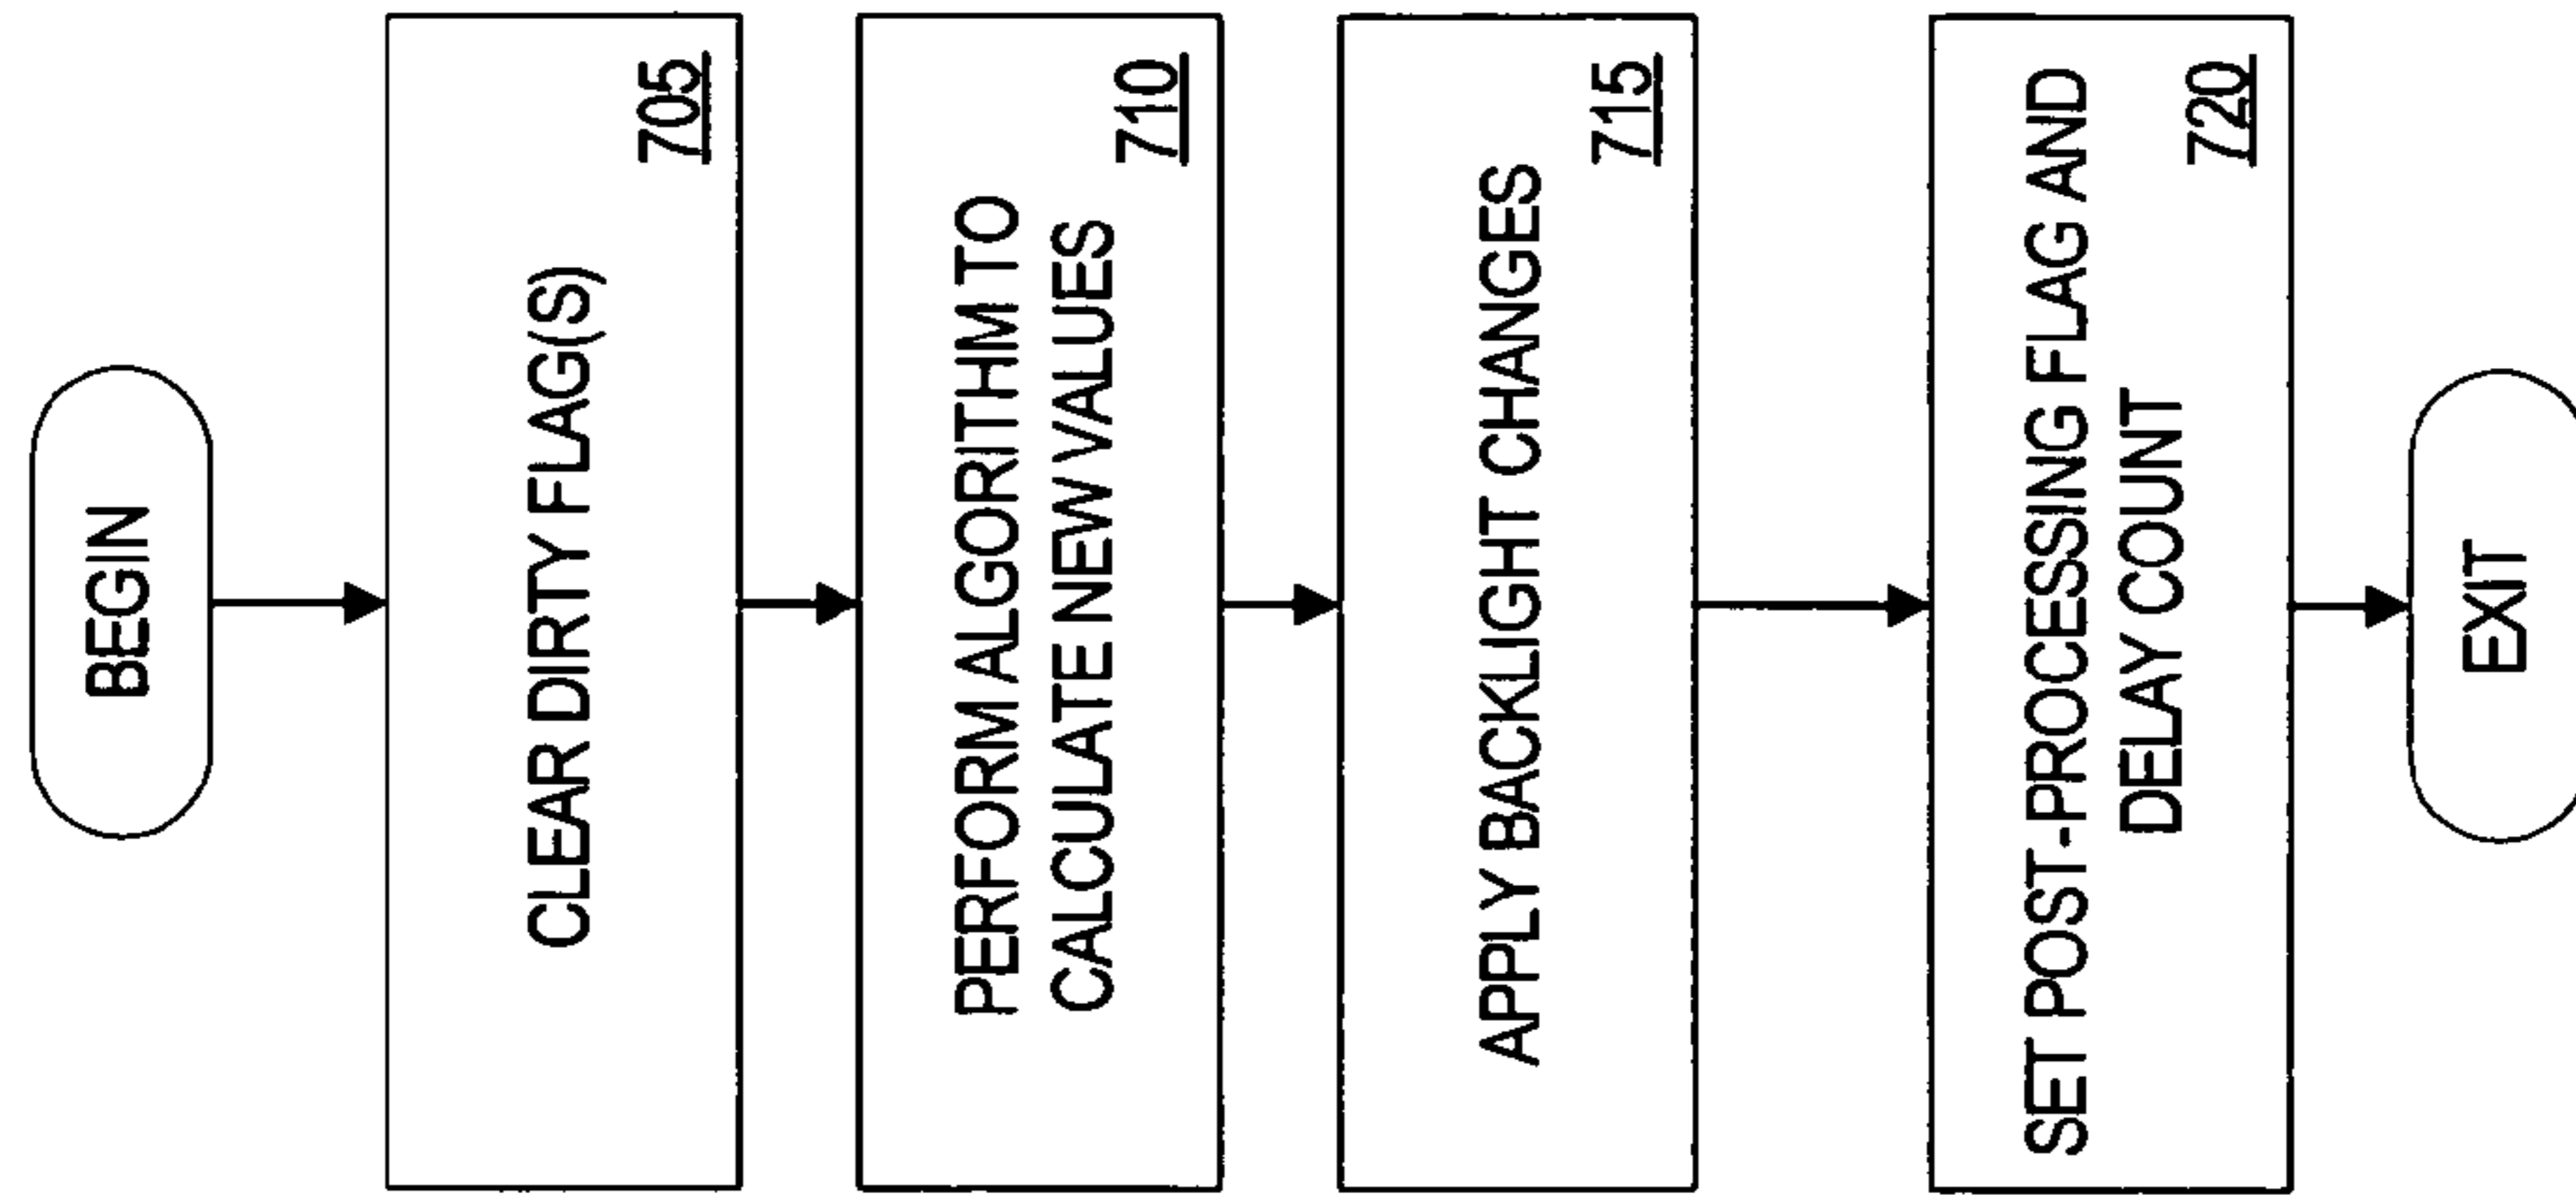 BEGIN
CLEAR DIRTY FLAG(S)
705
PERFORM ALGORITHM TO
CALCULATE NEW VALUES
710
APPLY BACKLIGHT CHANGES
715
SET POST-PROCESSING FLAG AND
DELAY COUNT
720
EXIT